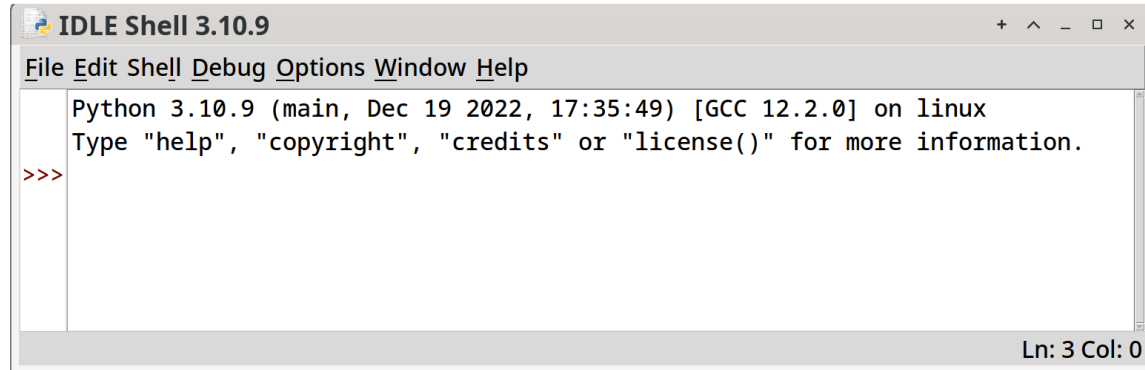 IDLE Shell 3.10.9
File Edit Shell Debug Options Window Help
Python 3.10.9 (main, Dec 19 2022, 17:35:49) [GCC 12.2.0] on linux
Type "help", "copyright", "credits" or "license()" for more information.
>>>
Ln: 3 Col: 0